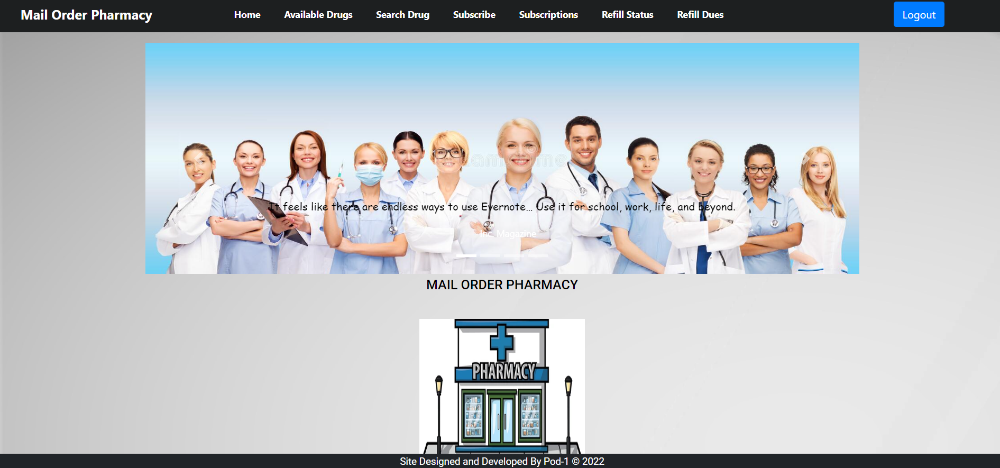 Mail Order Pharmacy
Home
Available Drugs
Search Drug
Subscribe
Subscriptions
Refill Status
Refill Dues
Logout
It feels like there are endless ways to use Evernote... Use it for school, work, life, and beyond.
—Inc. Magazine
MAIL ORDER PHARMACY
PHARMACY
Site Designed and Developed By Pod-1 © 2022